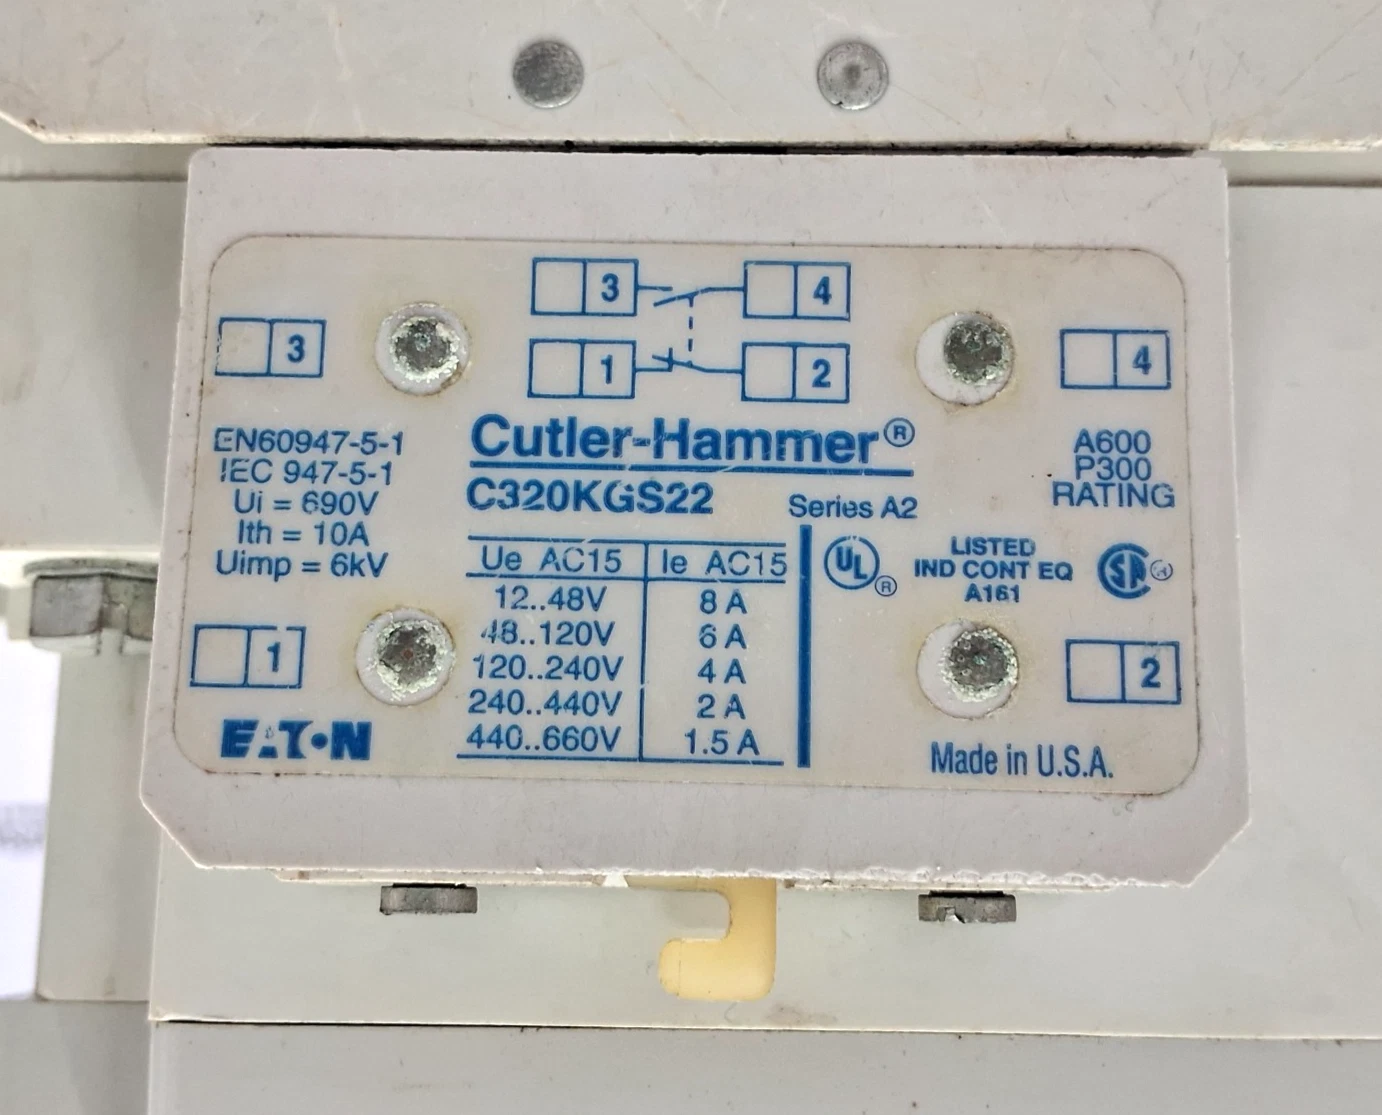 3 4
1 2
3
4
Cutler-Hammer®
C320KGS22
Series A2
EN60947-5-1
IEC 947-5-1
Ui = 690V
Ith = 10A
Uimp = 6kV
A600
P300
RATING
Ue AC15 Ie AC15
12..48V 8 A
48..120V 6 A
120..240V 4 A
240..440V 2 A
440..660V 1.5 A
UL ®
LISTED
IND CONT EQ
A161
SA
1
2
EATON
Made in U.S.A.